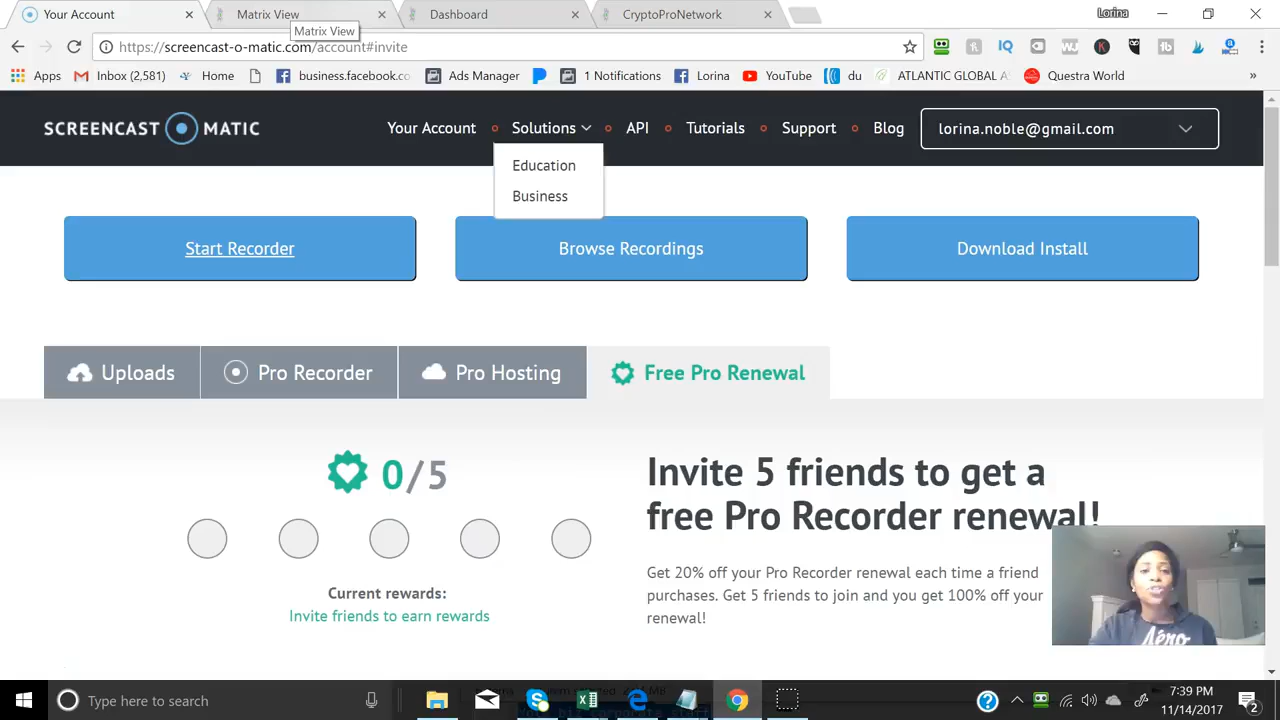 Your Account
Matrix View
Dashboard
CryptoProNetwork
Lorina
Matrix View
https://screencast-o-matic.com/account#invite
Apps
Inbox (2,581)
Home
business.facebook.co
Ads Manager
1 Notifications
Lorina
YouTube
du
ATLANTIC GLOBAL A
Questra World
»
SCREENCAST O MATIC
Your Account
Solutions
API
Tutorials
Support
Blog
lorina.noble@gmail.com
Education
Business
Start Recorder
Browse Recordings
Download Install
Uploads
Pro Recorder
Pro Hosting
Free Pro Renewal
0/5
Invite 5 friends to get a
free Pro Recorder renewal!
Current rewards:
Invite friends to earn rewards
Get 20% off your Pro Recorder renewal each time a friend
purchases. Get 5 friends to join and you get 100% off your
renewal!
Type here to search
7:39 PM
11/14/2017
2